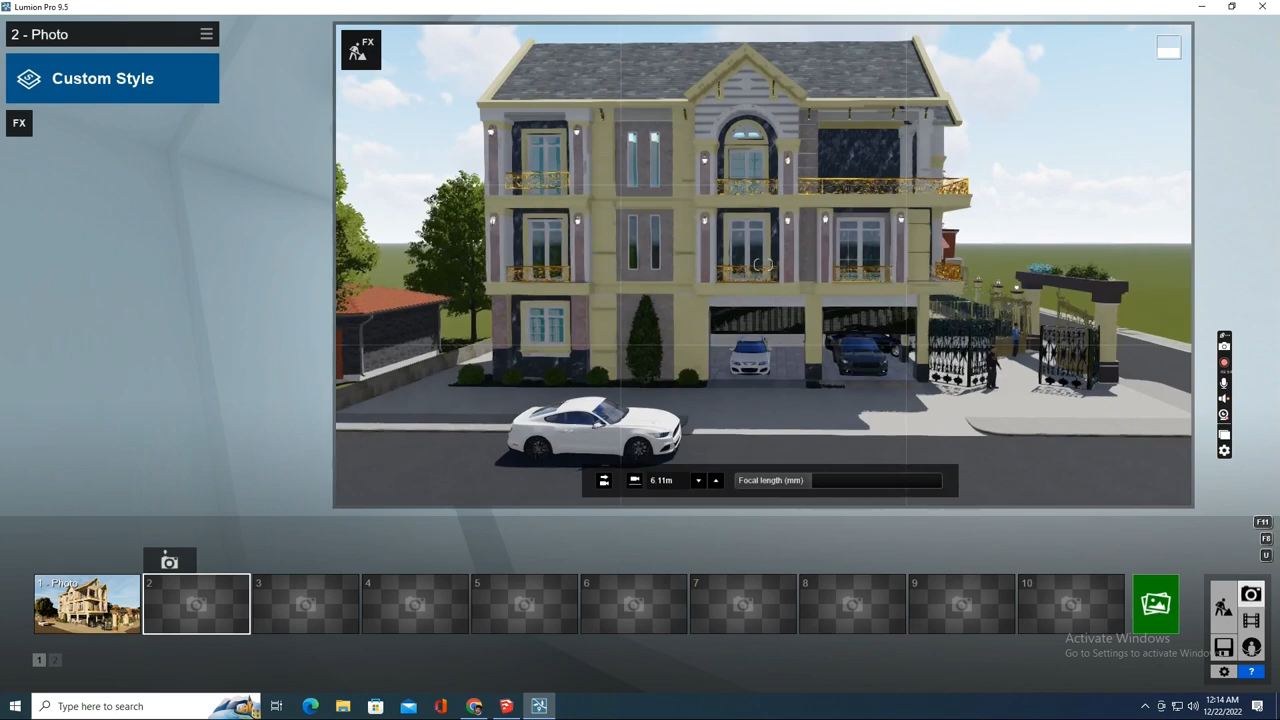 Lumion Pro 9.5
2 - Photo
Custom Style
FX
FX
6.11m
Focal length (mm)
F11
F8
U
1 - Photo
2
3
4
5
6
7
8
9
10
Activate Windows
Go to Settings to activate Windo
1
2
?
Type here to search
12:14 AM
12/22/2022